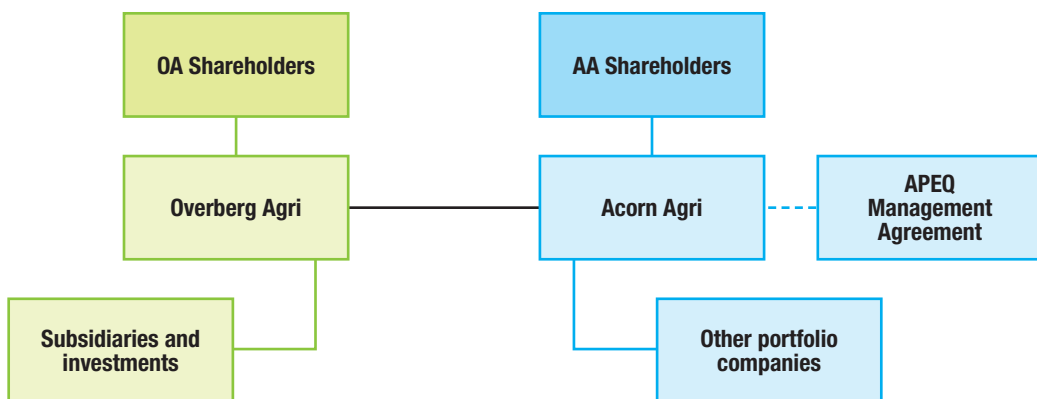 OA Shareholders
AA Shareholders
Overberg Agri
Acorn Agri
APEQ
Management
Agreement
Subsidiaries and
investments
Other portfolio
companies